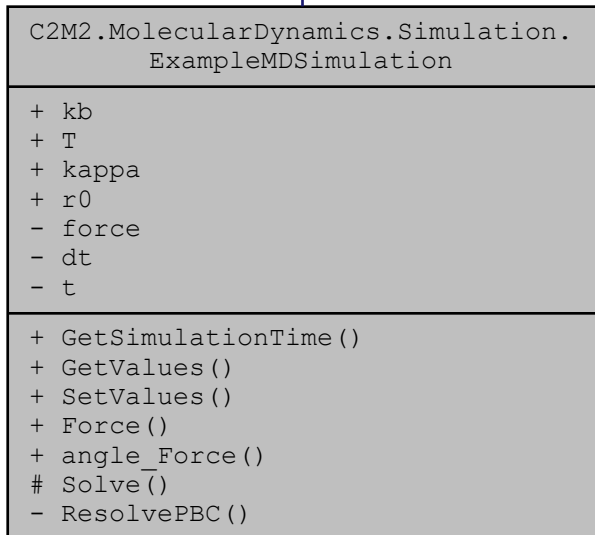 C2M2.MolecularDynamics.Simulation.
ExampleMDSimulation
+ kb
+ T
+ kappa
+ r0
- force
- dt
- t
+ GetSimulationTime()
+ GetValues()
+ SetValues()
+ Force()
+ angle_Force()
# Solve()
- ResolvePBC()